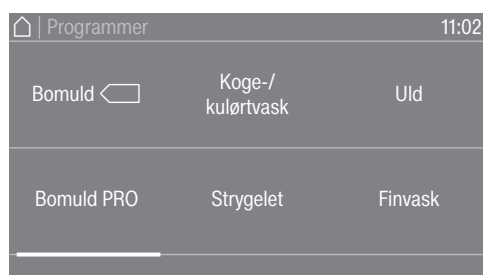 Programmer 11:02
Bomuld Koge-/
kulørtvask Uld
Bomuld PRO Strygelet Finvask